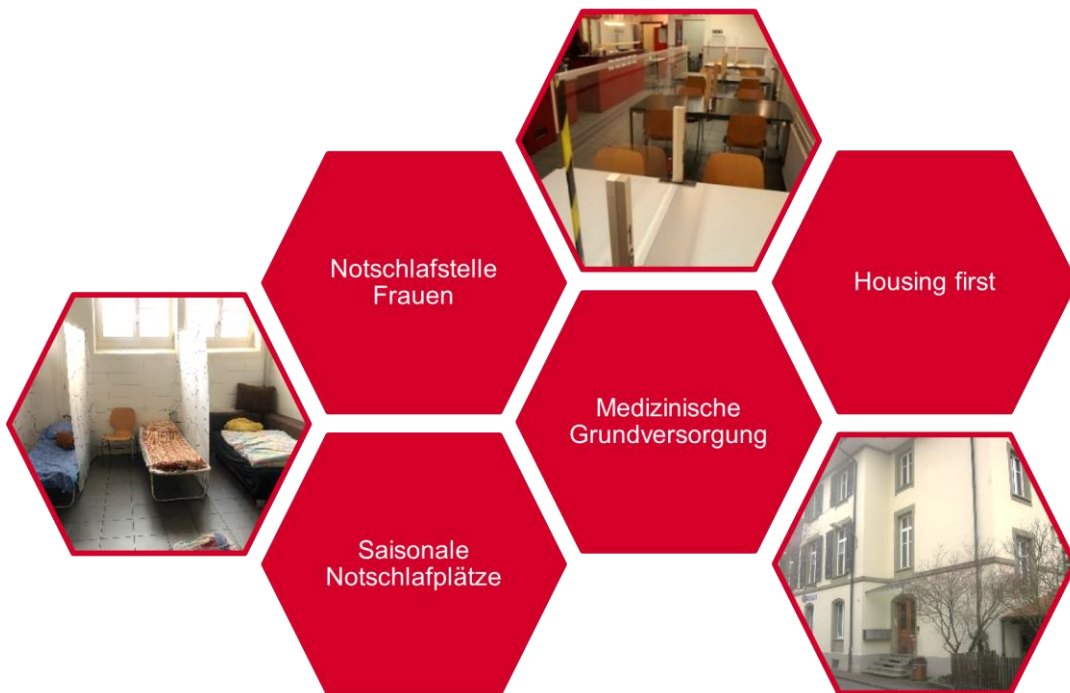 Notschlafstelle
Frauen
Housing first
Medizinische
Grundversorgung
Saisonale
Notschlafplätze